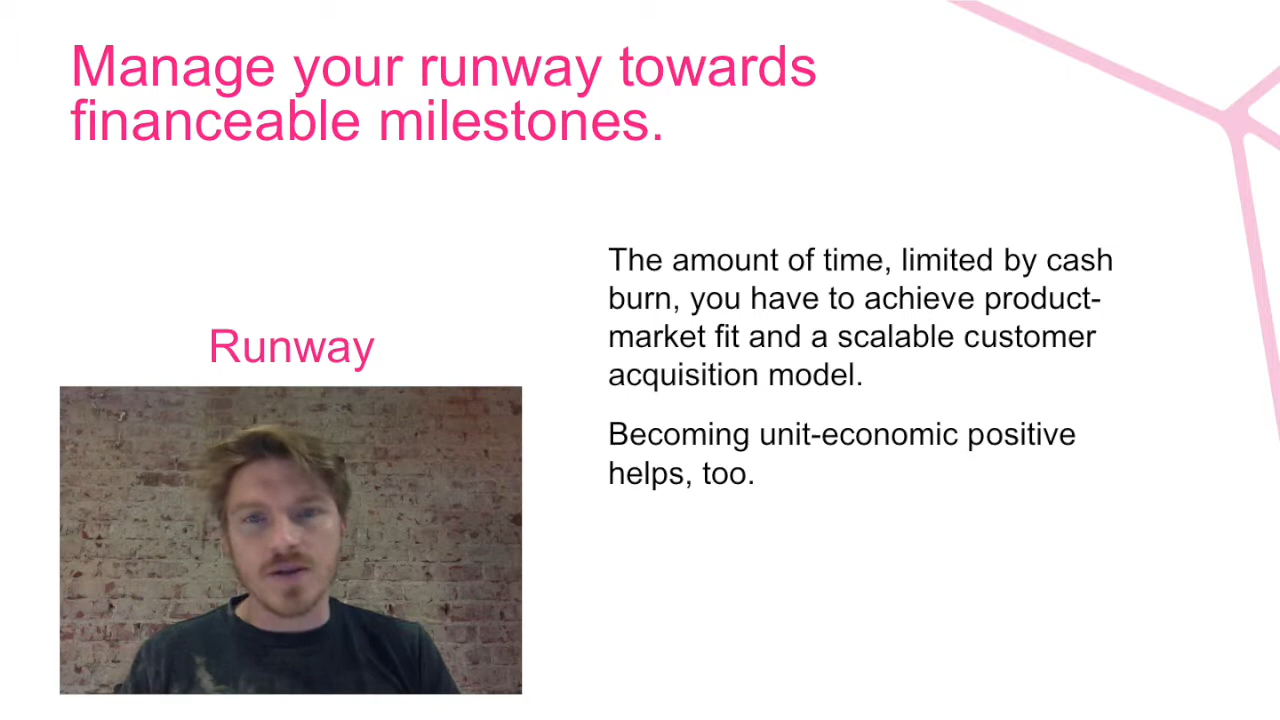 Manage your runway towards
financeable milestones.
Runway
The amount of time, limited by cash
burn, you have to achieve product-
market fit and a scalable customer
acquisition model.
Becoming unit-economic positive
helps, too.